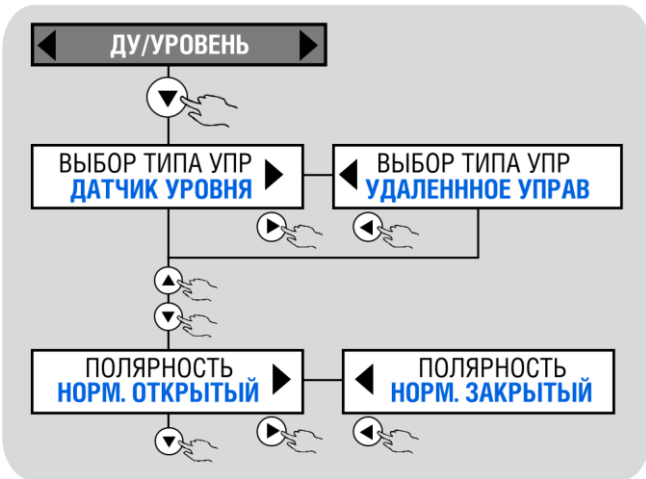 ДУ/УРОВЕНЬ
ВЫБОР ТИПА УПР
ДАТЧИК УРОВНЯ
ВЫБОР ТИПА УПР
УДАЛЕНННОЕ УПРАВ
ПОЛЯРНОСТЬ
НОРМ. ОТКРЫТЫЙ
ПОЛЯРНОСТЬ
НОРМ. ЗАКРЫТЫЙ